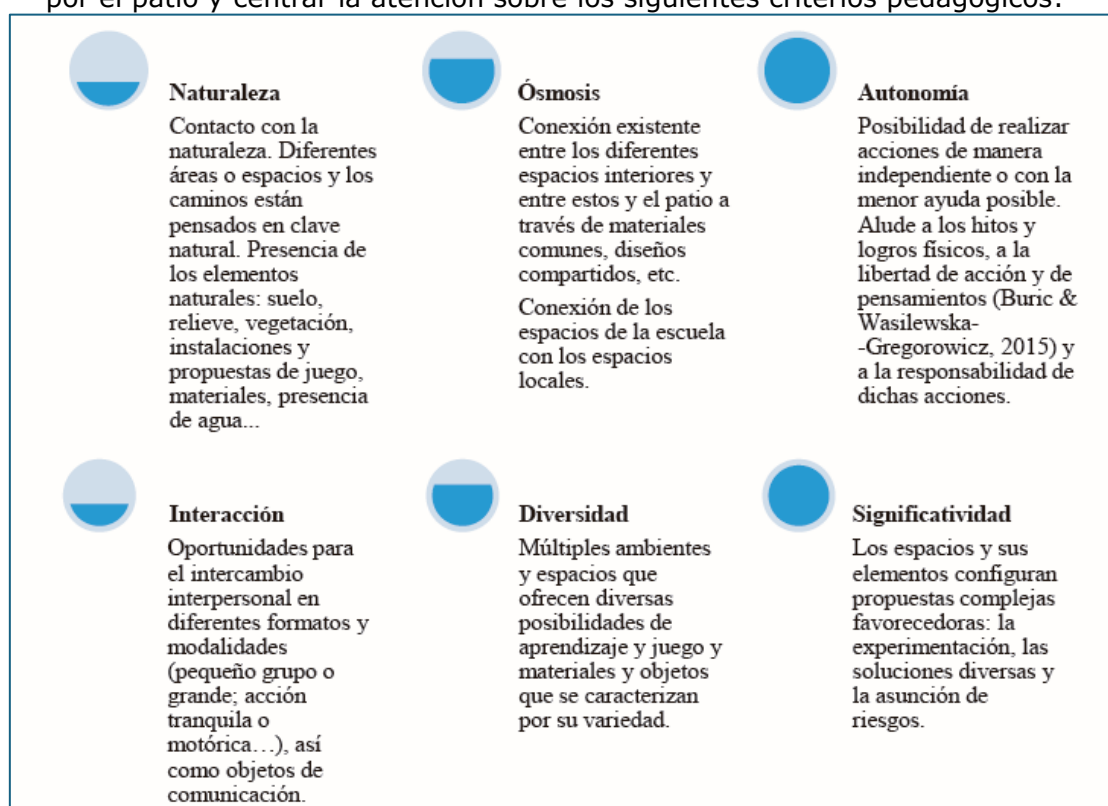 por el patio y centrar la atención sobre los siguientes criterios pedagógicos:
Naturaleza
Contacto con la
naturaleza. Diferentes
áreas o espacios y los
caminos están
pensados en clave
natural. Presencia de
los elementos
naturales: suelo,
relieve, vegetación,
instalaciones y
propuestas de juego,
materiales, presencia
de agua...
Ósmosis
Conexión existente
entre los diferentes
espacios interiores y
entre estos y el patio a
través de materiales
comunes, diseños
compartidos, etc.
Conexión de los
espacios de la escuela
con los espacios
locales.
Autonomía
Posibilidad de realizar
acciones de manera
independiente o con la
menor ayuda posible.
Alude a los hitos y
logros físicos, a la
libertad de acción y de
pensamientos (Buric &
Wasilewska-
-Gregorowicz, 2015) y
a la responsabilidad de
dichas acciones.
Interacción
Oportunidades para
el intercambio
interpersonal en
diferentes formatos y
modalidades
(pequeño grupo o
grande; acción
tranquila o
motórica…), así
como objetos de
comunicación.
Diversidad
Múltiples ambientes
y espacios que
ofrecen diversas
posibilidades de
aprendizaje y juego y
materiales y objetos
que se caracterizan
por su variedad.
Significatividad
Los espacios y sus
elementos configuran
propuestas complejas
favorecedoras: la
experimentación, las
soluciones diversas y
la asunción de
riesgos.